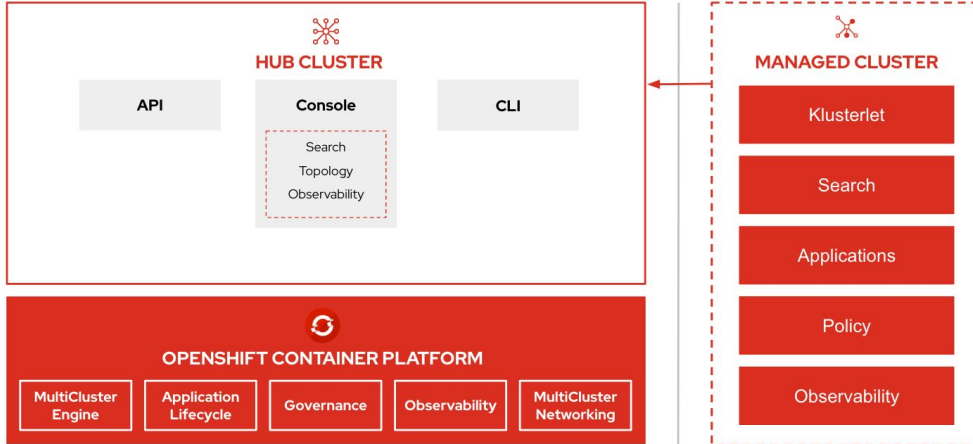 HUB CLUSTER
API
Console
CLI
Search
Topology
Observability
OPENSHIFT CONTAINER PLATFORM
MultiCluster
Engine
Application
Lifecycle
Governance
Observability
MultiCluster
Networking
MANAGED CLUSTER
Klusterlet
Search
Applications
Policy
Observability